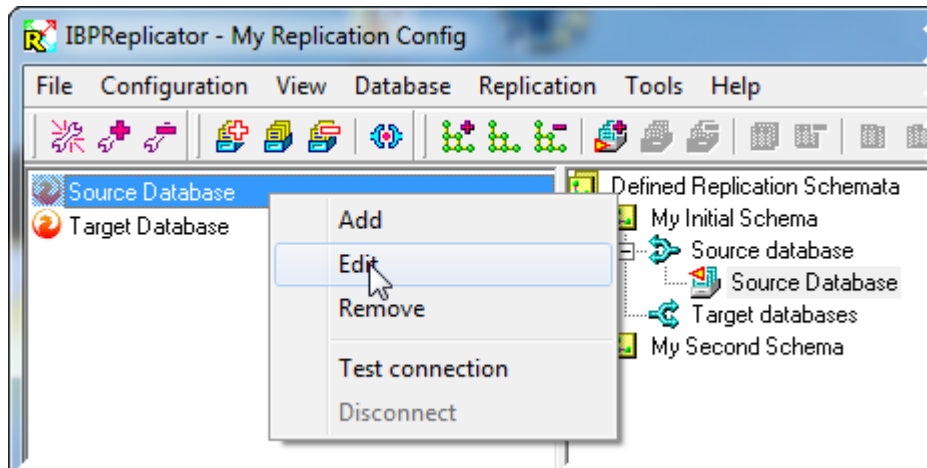 IBPReplicator - My Replication Config
File Configuration View Database Replication Tools Help
Source Database
Target Database
Add
Edit
Remove
Test connection
Disconnect
Defined Replication Schemata
My Initial Schema
Source database
Source Database
Target databases
My Second Schema